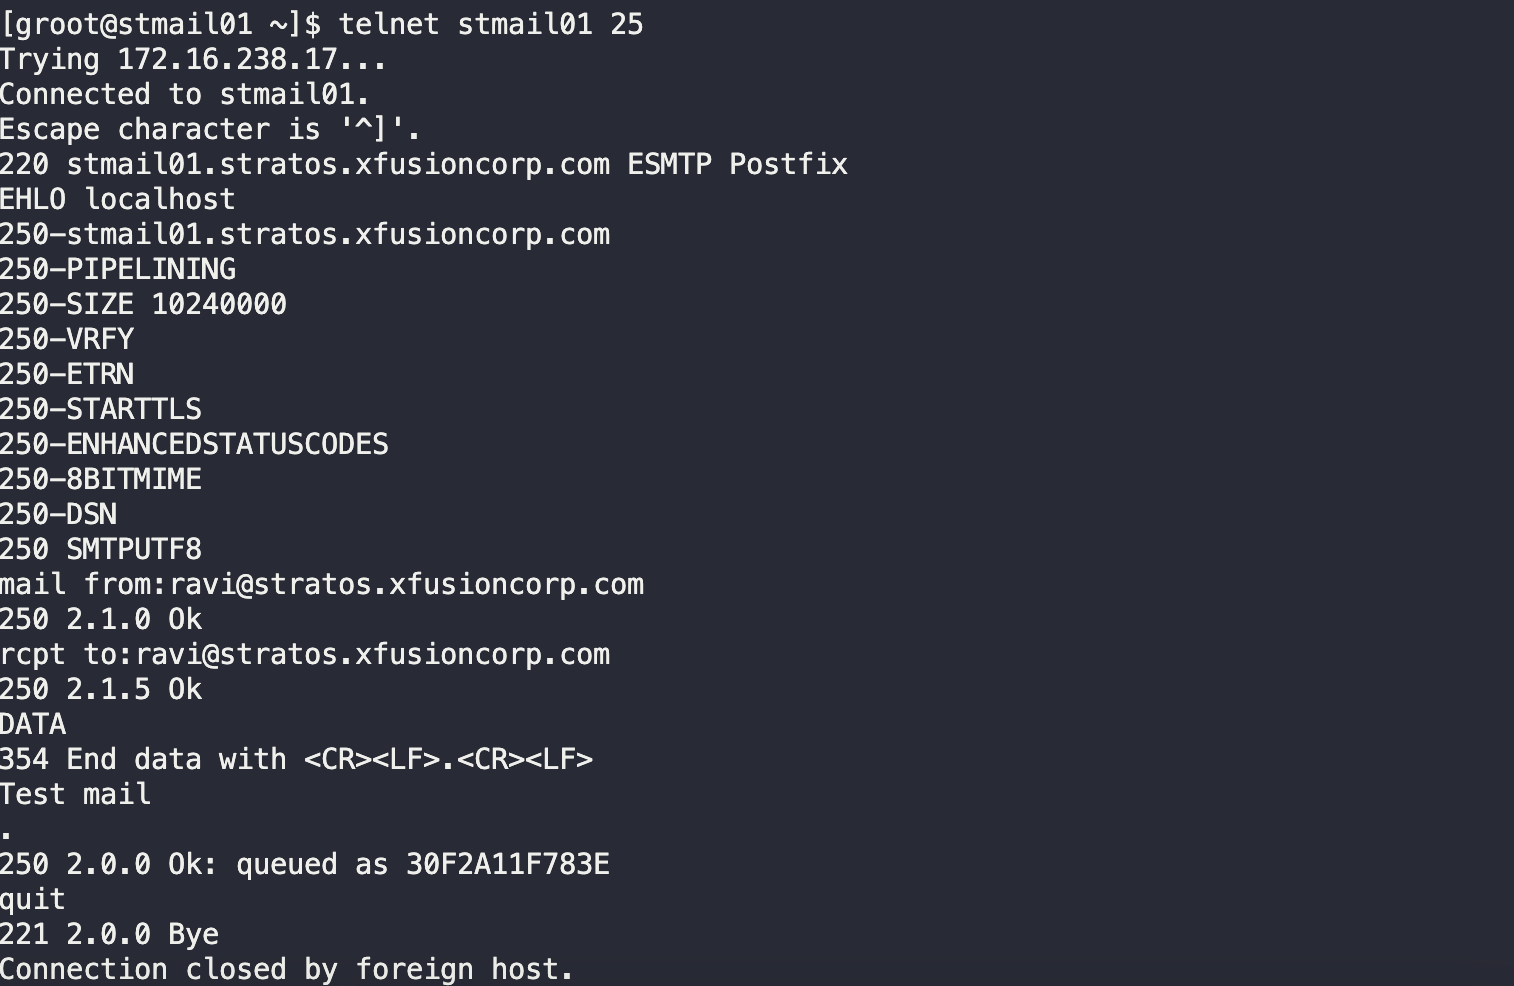 [groot@stmail01 ~]$ telnet stmail01 25
Trying 172.16.238.17...
Connected to stmail01.
Escape character is '^]'.
220 stmail01.stratos.xfusioncorp.com ESMTP Postfix
EHLO localhost
250-stmail01.stratos.xfusioncorp.com
250-PIPELINING
250-SIZE 10240000
250-VRFY
250-ETRN
250-STARTTLS
250-ENHANCEDSTATUSCODES
250-8BITMIME
250-DSN
250 SMTPUTF8
mail from:ravi@stratos.xfusioncorp.com
250 2.1.0 Ok
rcpt to:ravi@stratos.xfusioncorp.com
250 2.1.5 Ok
DATA
354 End data with <CR><LF>.<CR><LF>
Test mail
.
250 2.0.0 Ok: queued as 30F2A11F783E
quit
221 2.0.0 Bye
Connection closed by foreign host.